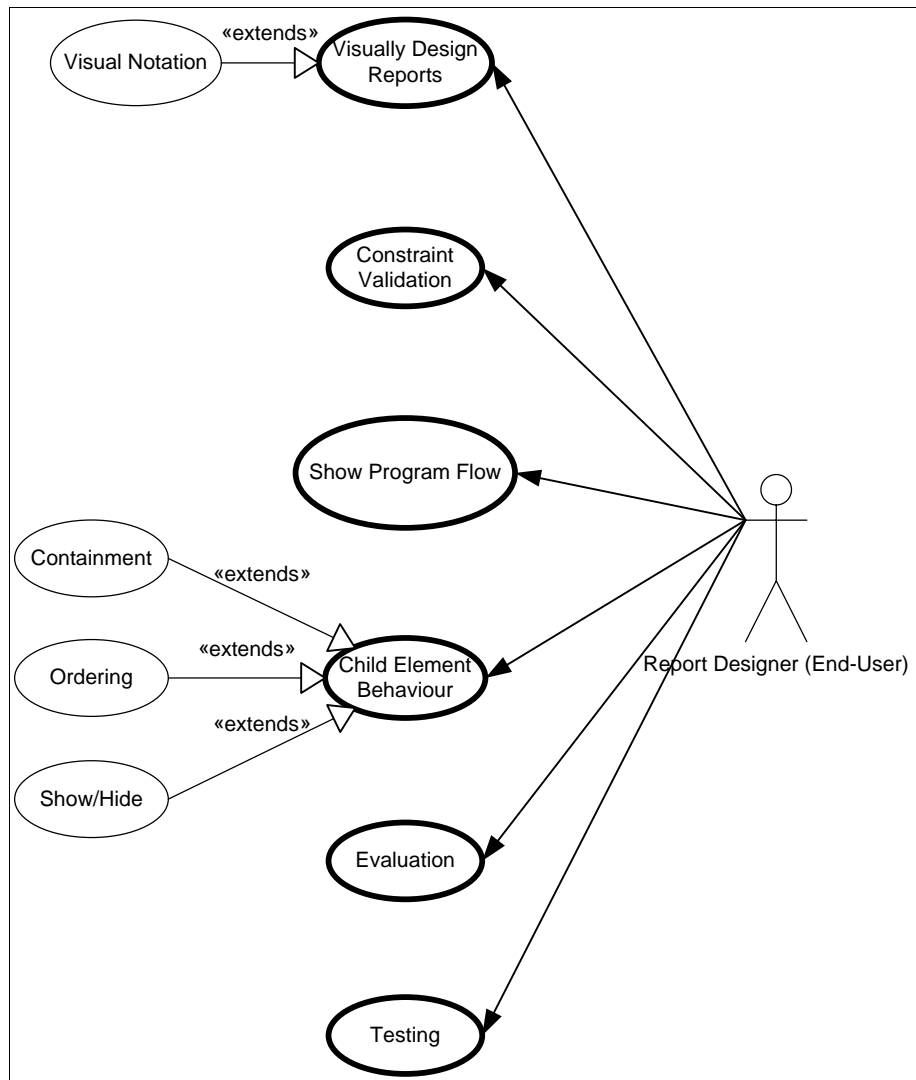 «extends»
Visual Notation
Visually Design
Reports
Constraint
Validation
Show Program Flow
Containment
«extends»
«extends»
Ordering
Child Element
Behaviour
Report Designer (End-User)
«extends»
Show/Hide
Evaluation
Testing